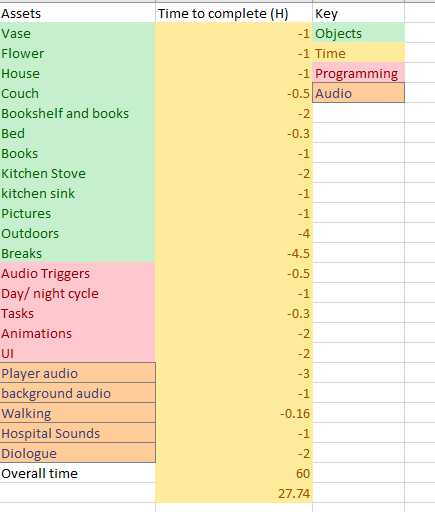 Assets Time to complete (H) Key
Vase -1 Objects
Flower -1 Time
House -1 Programming
Couch -0.5 Audio
Bookshelf and books -2
Bed -0.3
Books -1
Kitchen Stove -2
kitchen sink -1
Pictures -1
Outdoors -4
Breaks -4.5
Audio Triggers -0.5
Day/ night cycle -1
Tasks -0.3
Animations -2
UI -2
Player audio -3
background audio -1
Walking -0.16
Hospital Sounds -1
Diologue -2
Overall time 60
27.74